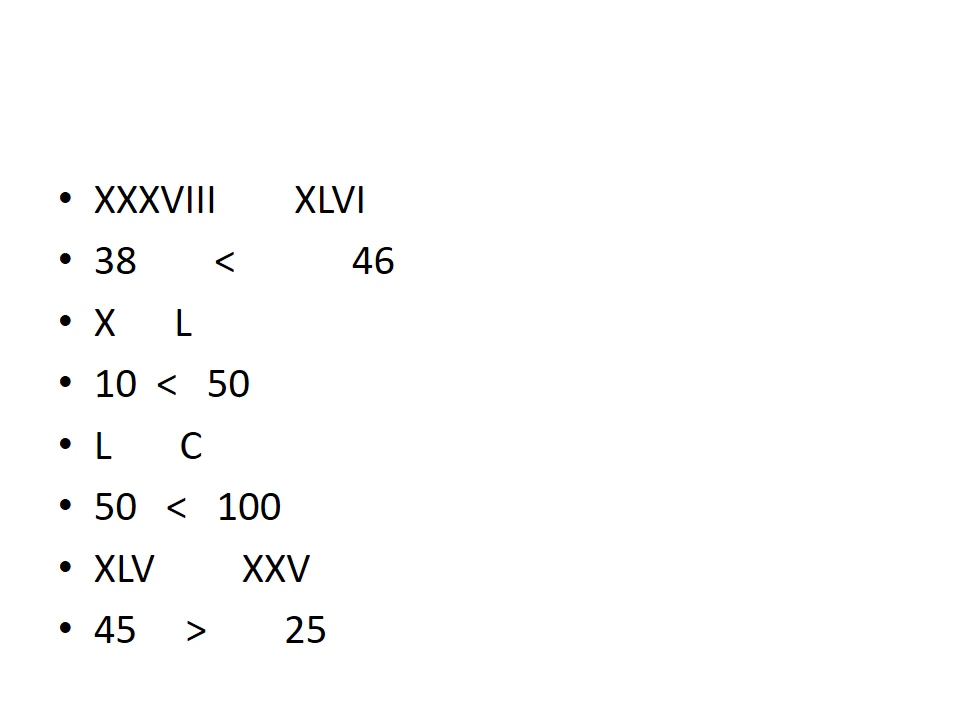 • XXXVIII XLVI
• 38 < 46
• X L
• 10 < 50
• L C
• 50 < 100
• XLV XXV
• 45 > 25